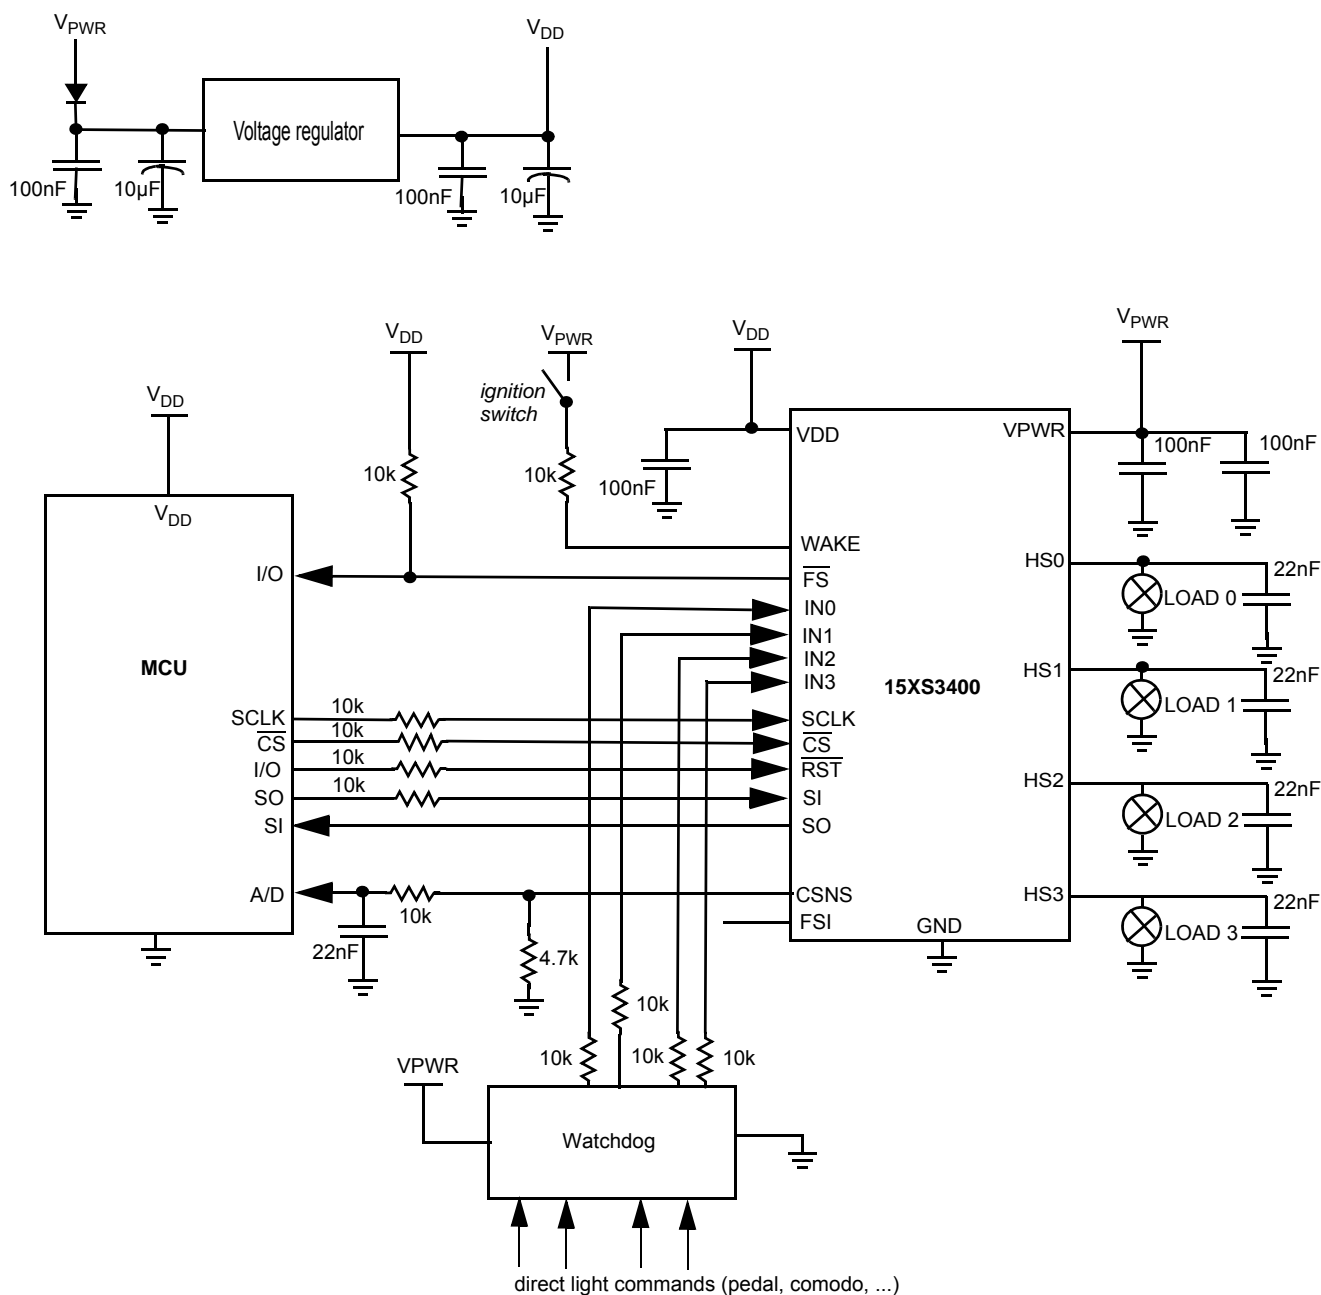 VPWR
VDD
Voltage regulator
100nF
10µF
100nF
10µF
VDD
VPWR
VDD
VPWR
ignition
switch
VDD
10k
10k
100nF
VDD
VPWR
100nF
100nF
VDD
WAKE
I/O
FS
HS0
22nF
IN0
LOAD 0
IN1
IN2
MCU
IN3
15XS3400
HS1
22nF
LOAD 1
SCLK
10k
SCLK
CS
10k
CS
I/O
10k
RST
SO
10k
SI
HS2
22nF
LOAD 2
SI
SO
A/D
10k
CSNS
HS3
22nF
FSI
GND
LOAD 3
22nF
4.7k
10k
10k
10k
10k
VPWR
Watchdog
direct light commands (pedal, comodo, ...)